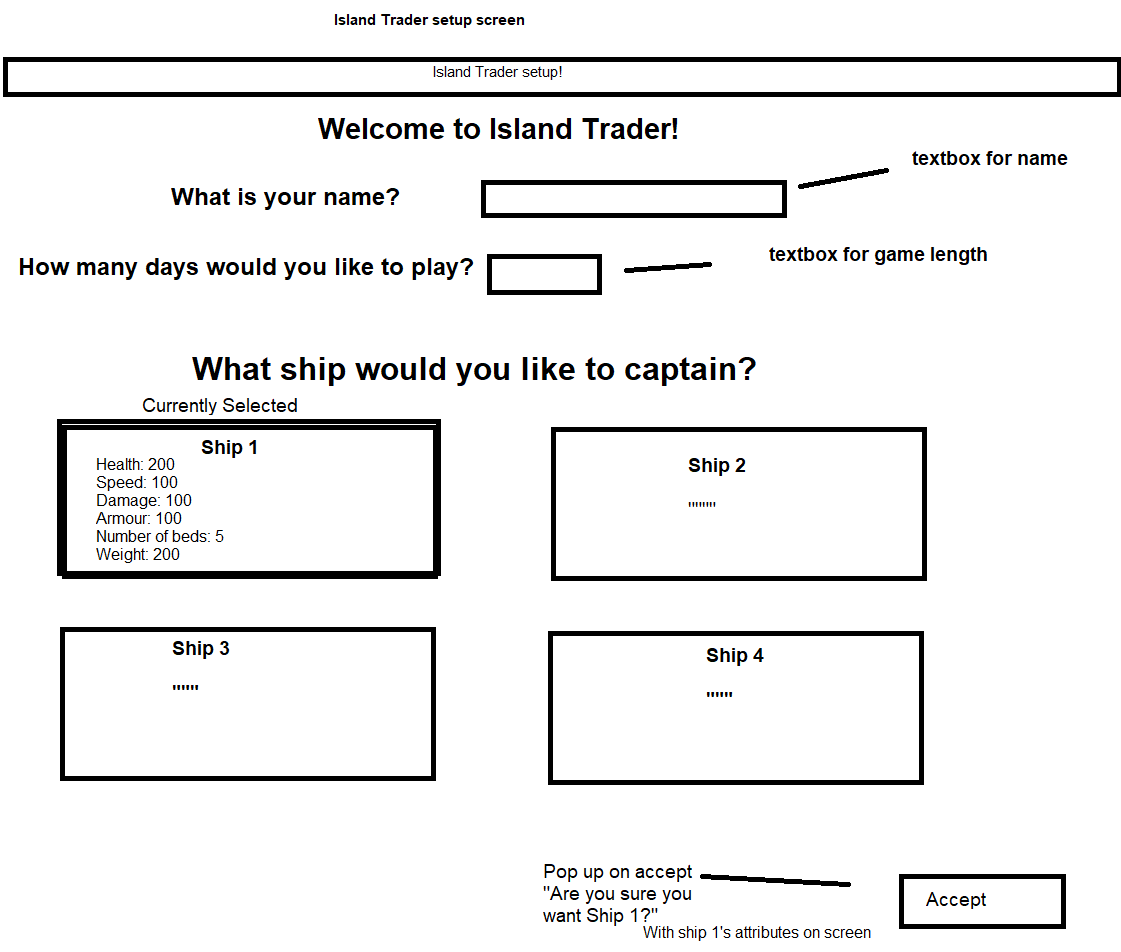 Island Trader setup screen
Island Trader setup!
Welcome to Island Trader!
textbox for name
What is your name?
textbox for game length
How many days would you like to play?
What ship would you like to captain?
Currently Selected
Ship 1
Health: 200
Speed: 100
Damage: 100
Armour: 100
Number of beds: 5
Weight: 200
Ship 2
""""'
Ship 3
"""
Ship 4
"""
Pop up on accept
"Are you sure you
want Ship 1?"
With ship 1's attributes on screen
Accept